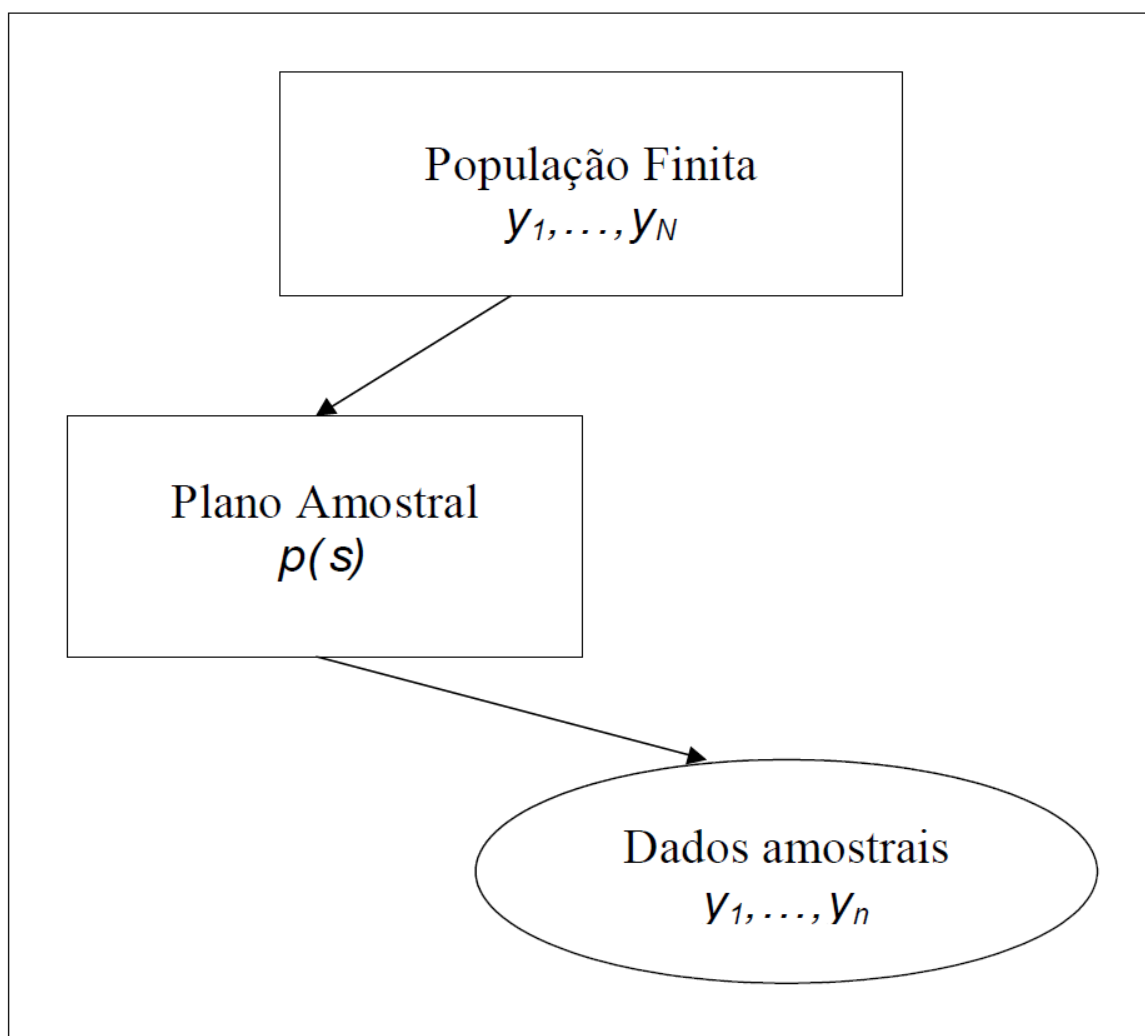 População Finita
y1,...,yN
Plano Amostral
p(s)
Dados amostrais
y1,...,yn